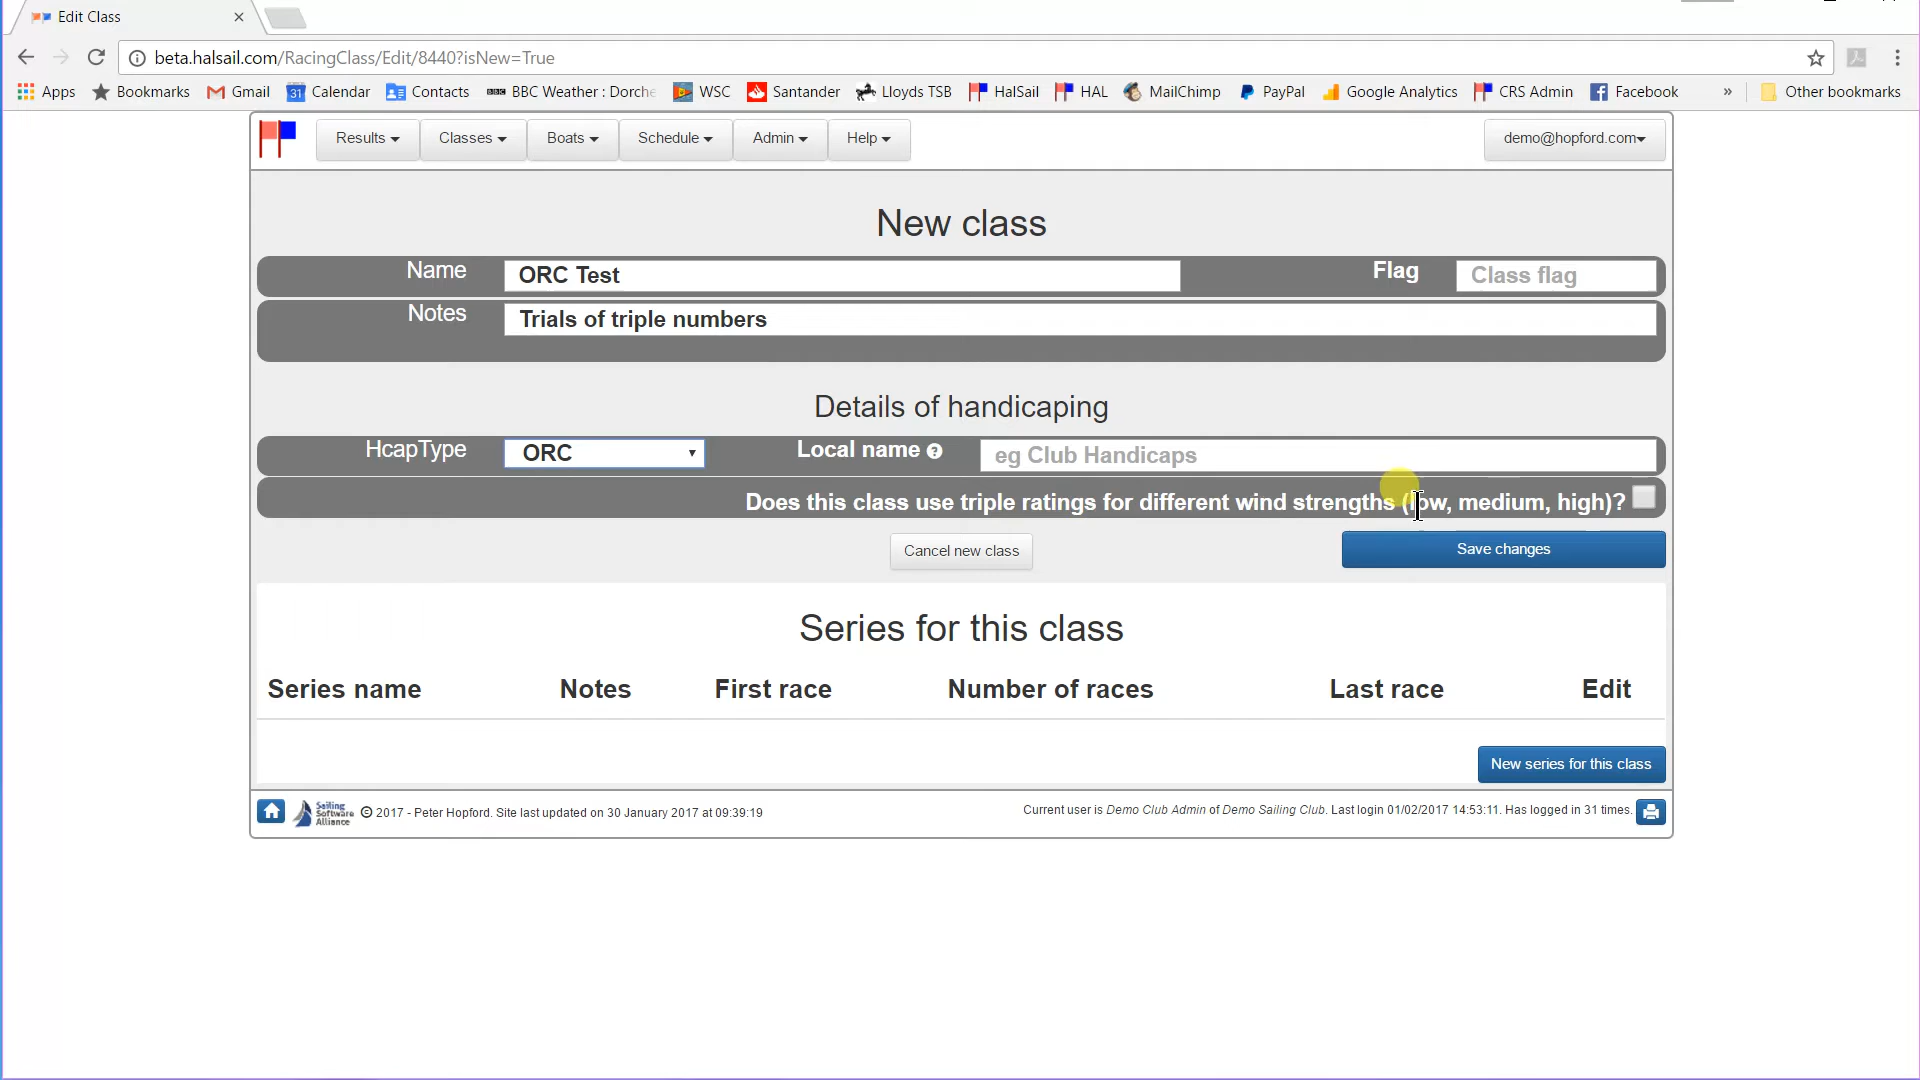 Edit Class
beta.halsail.com/RacingClass/Edit/8440?isNew=True
Apps Bookmarks Gmail 31 Calendar Contacts BBC BBC Weather : Dorche WSC Santander Lloyds TSB HalSail HAL MailChimp PayPal Google Analytics CRS Admin Facebook » Other bookmarks
Results Classes Boats Schedule Admin Help demo@hopford.com
New class
Name ORC Test Flag Class flag
Notes Trials of triple numbers
Details of handicaping
HcapType ORC Local name ? eg Club Handicaps
Does this class use triple ratings for different wind strengths (low, medium, high)?
Cancel new class Save changes
Series for this class
Series name Notes First race Number of races Last race Edit
New series for this class
Sailing Software Alliance © 2017 - Peter Hopford. Site last updated on 30 January 2017 at 09:39:19 Current user is Demo Club Admin of Demo Sailing Club. Last login 01/02/2017 14:53:11. Has logged in 31 times.